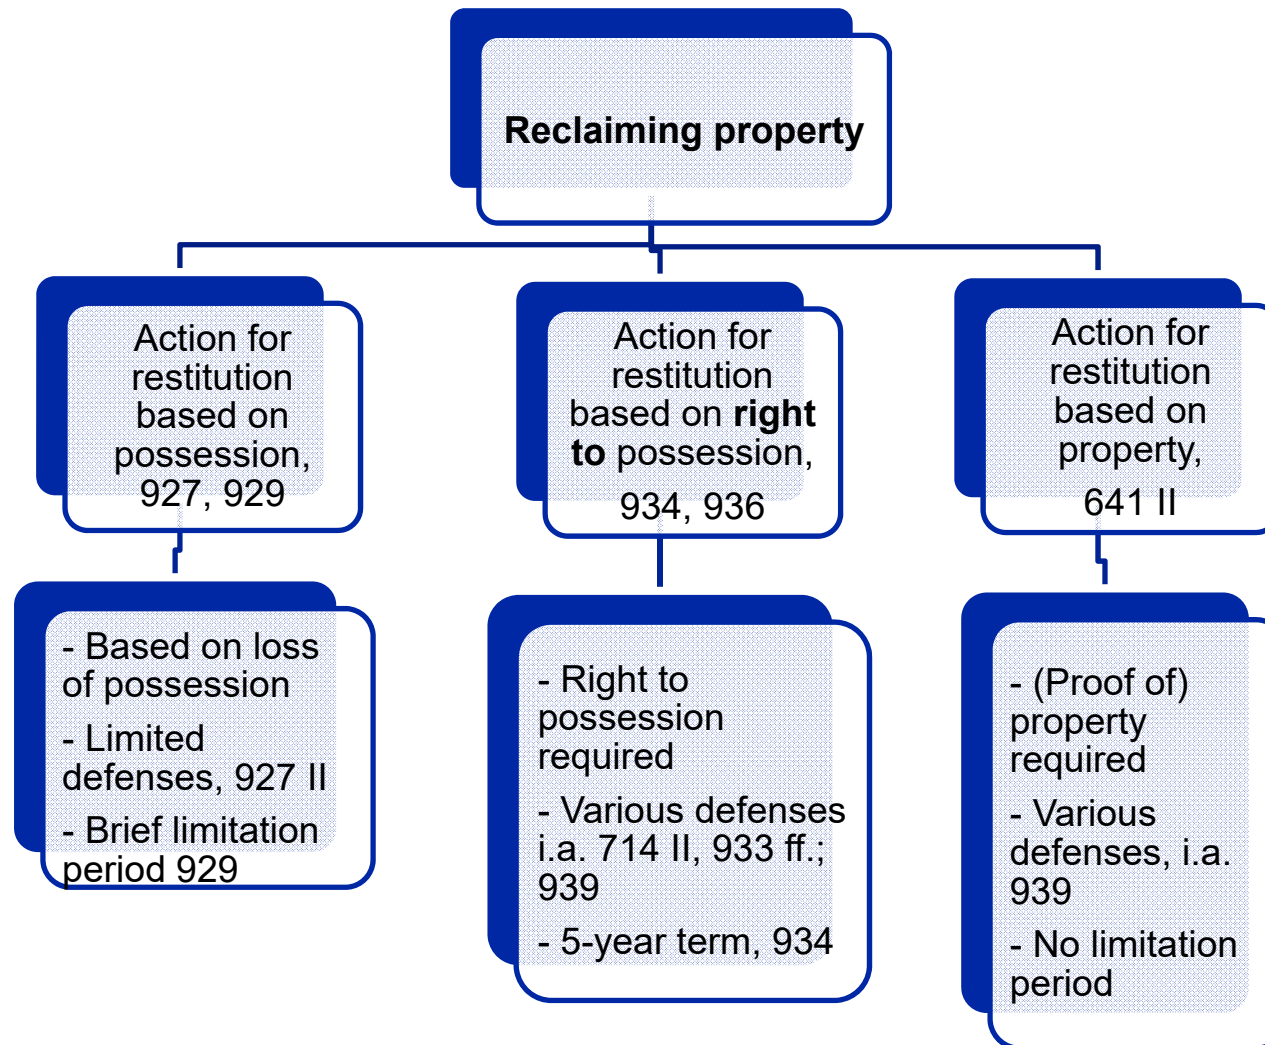 Reclaiming property
Action for
restitution
based on
possession,
927, 929
Action for
restitution
based on right
to possession,
934, 936
Action for
restitution
based on
property,
641 II
- Based on loss
of possession
- Limited
defenses, 927 II
- Brief limitation
period 929
- Right to
possession
required
- Various defenses
i.a. 714 II, 933 ff.;
939
- 5-year term, 934
- (Proof of)
property
required
- Various
defenses, i.a.
939
- No limitation
period